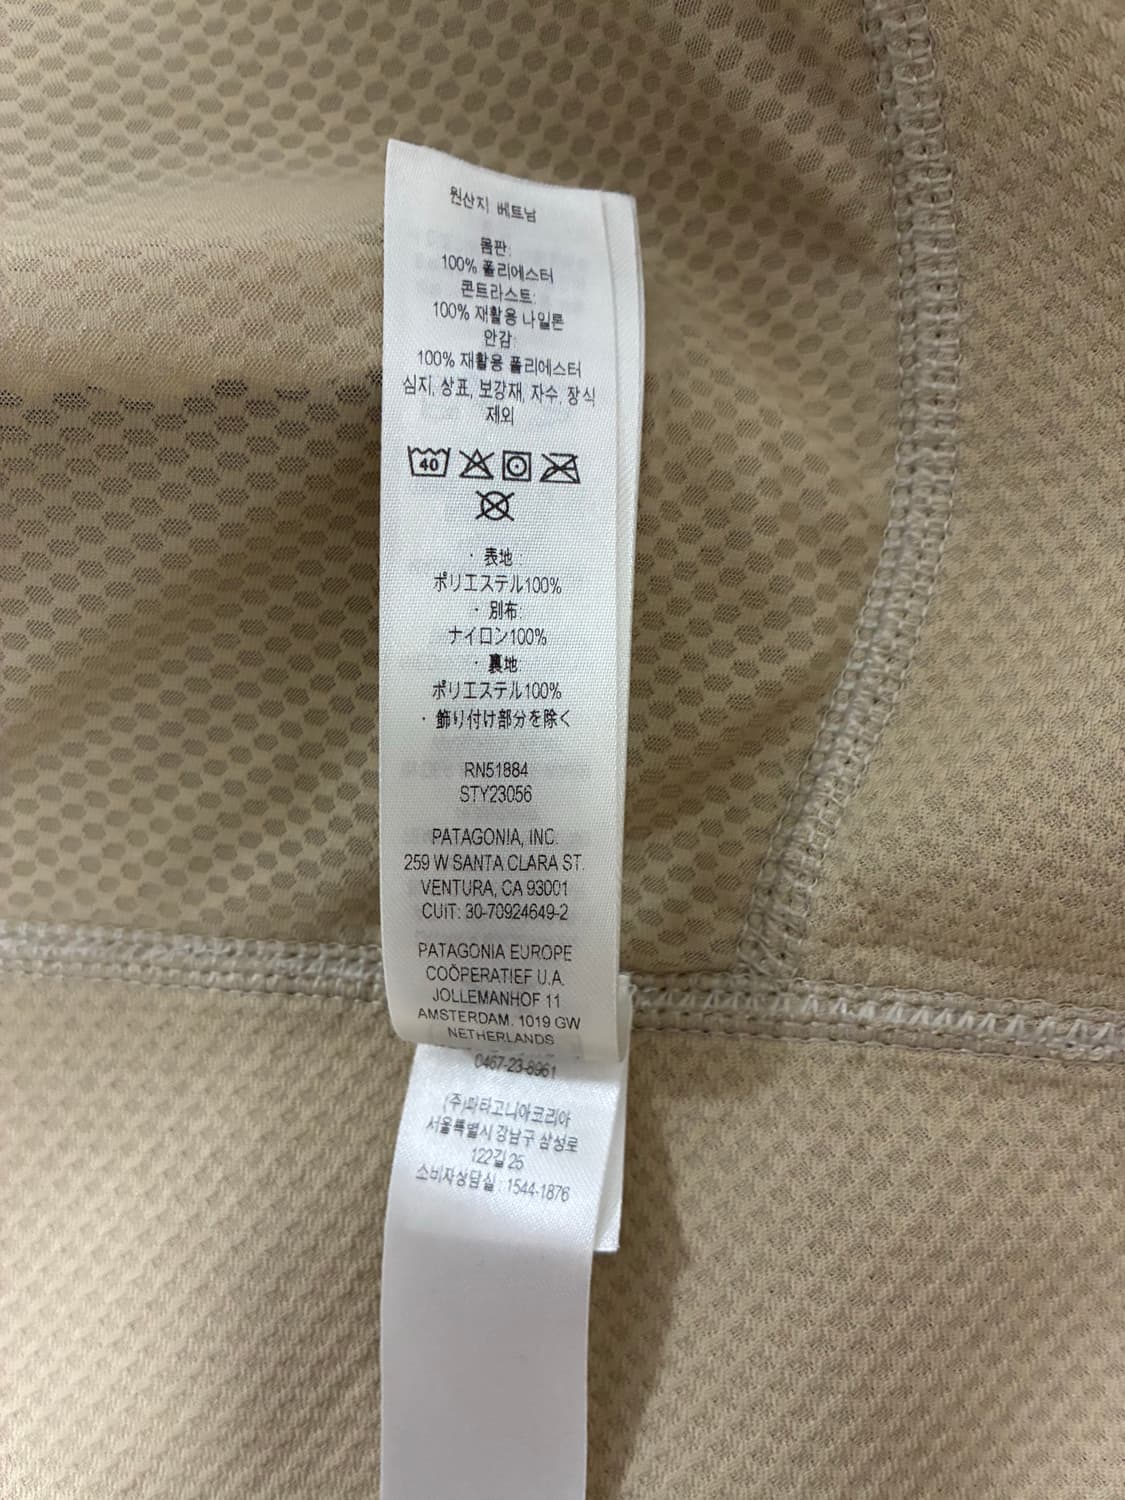 원산지 베트남
몸판:
100% 폴리에스터
콘트라스트:
100% 재활용 나일론
안감:
100% 재활용 폴리에스터
심지, 상표, 보강재, 자수, 장식
제외
40
・表地:
ポリエステル100%
・別布:
ナイロン100%
・裏地:
ポリエステル100%
・飾り付け部分を除く
RN51884
STY23056
PATAGONIA, INC.
259 W SANTA CLARA ST.
VENTURA, CA 93001
CUIT: 30-70924649-2
PATAGONIA EUROPE
COÖPERATIEF U.A.
JOLLEMANHOF 11
AMSTERDAM. 1019 GW
NETHERLANDS
0467-23-8961
(주)파타고니아코리아
서울특별시 강남구 삼성로
122길 25
소비자상담실 : 1544-1876